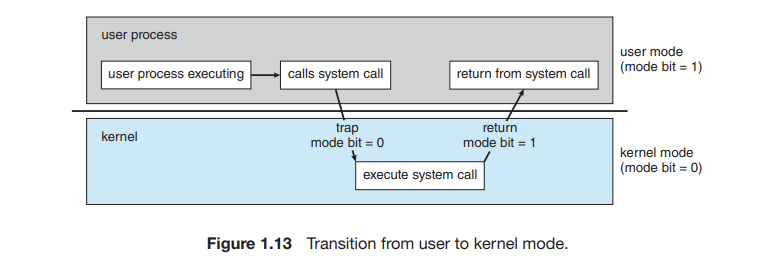 user process
user process executing
calls system call
return from system call
user mode
(mode bit = 1)
kernel
trap
mode bit = 0
return
mode bit = 1
execute system call
kernel mode
(mode bit = 0)
Figure 1.13 Transition from user to kernel mode.